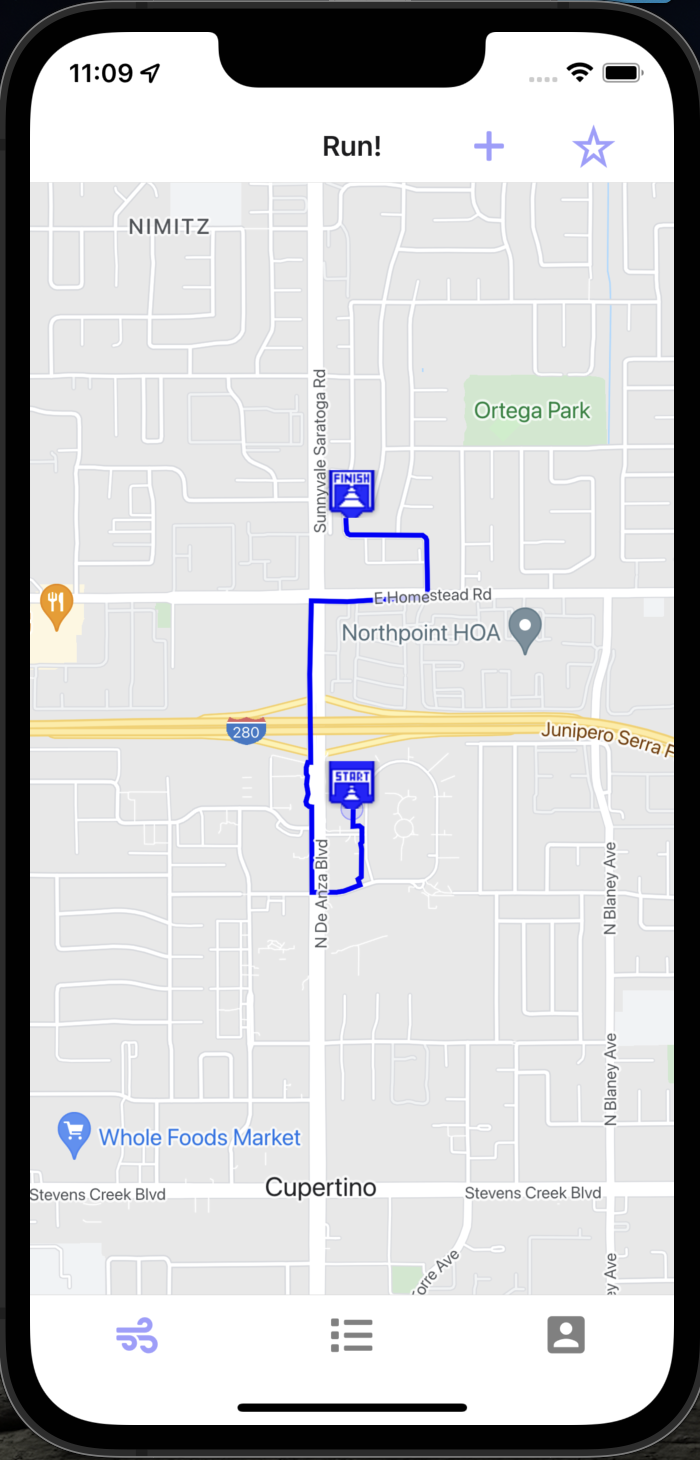 11:09
Run!
NIMITZ
Sunnyvale Saratoga Rd
Ortega Park
FINISH
E Homestead Rd
Northpoint HOA
280
Junipero Serra F
START
N De Anza Blvd
N Blaney Ave
N Blaney Ave
Whole Foods Market
Cupertino
Stevens Creek Blvd
Stevens Creek Blvd
orre Ave
ey Ave